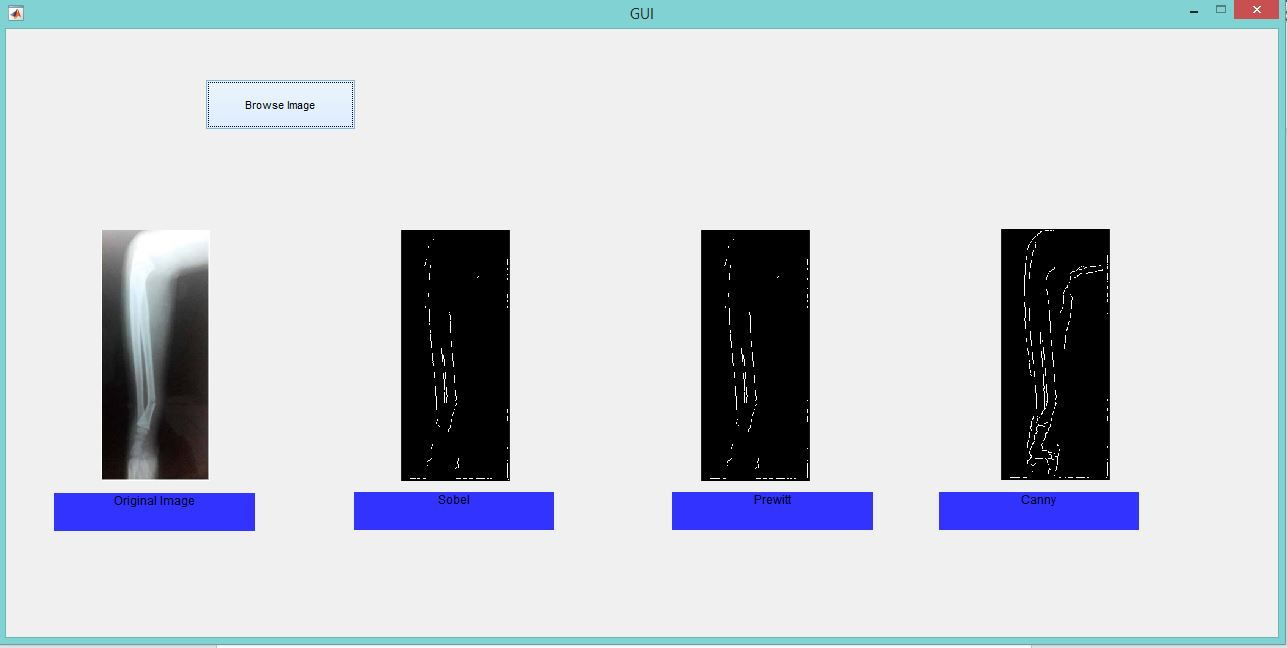 GUI
Browse Image
Original Image
Sobel
Prewitt
Canny